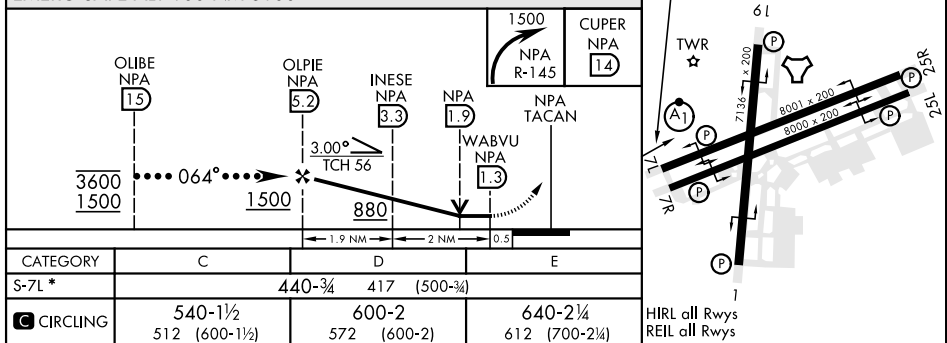 1500
NPA
R-145
CUPER
NPA
14
OLIBE
NPA
15
OLPIE
NPA
5.2
INESE
NPA
3.3
NPA
1.9
NPA
TACAN
WABVU
NPA
1.3
3.00°
TCH 56
3600
1500
064°
1500
880
1.9 NM
2 NM
0.5
CATEGORY C D E
S-7L * 440-¾ 417 (500-¾)
C CIRCLING 540-1½ 600-2 640-2¼
512 (600-1½) 572 (600-2) 612 (700-2¼)
19
P
TWR
7136 x 200
8001 x 200
25R
P
8000 x 200
25L
P
A1
P
7L
7R
P
P
1
HIRL all Rwys
REIL all Rwys